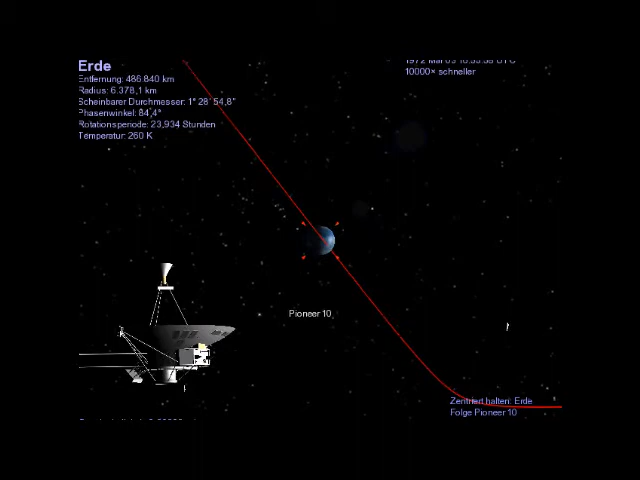 Erde
Entfernung: 486.840 km
Radius: 6.378,1 km
Scheinbarer Durchmesser: 1° 28' 54,8"
Phasenwinkel: 84,4°
Rotationsperiode: 23,934 Stunden
Temperatur: 260 K
10000× schneller
Pioneer 10
Zentriert halten: Erde
Folge Pioneer 10